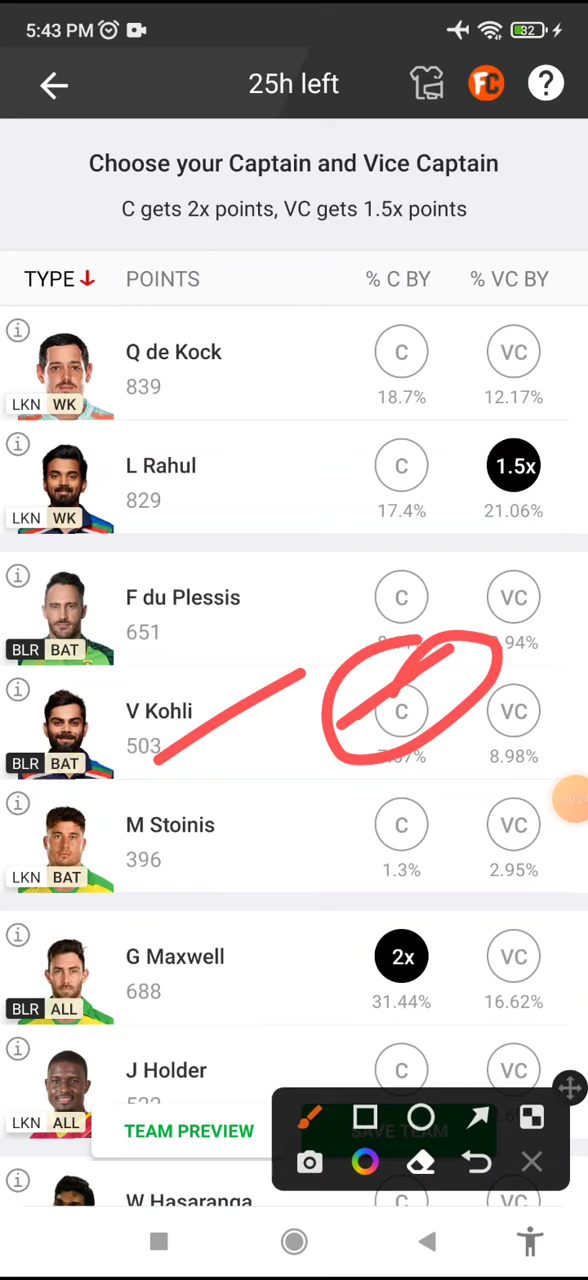 5:43 PM
32
25h left
FC
?
Choose your Captain and Vice Captain
C gets 2x points, VC gets 1.5x points
TYPE POINTS % C BY % VC BY
Q de Kock C VC
839 18.7% 12.17%
LKN WK
L Rahul C 1.5x
829 17.4% 21.06%
LKN WK
F du Plessis C VC
651 .94%
BLR BAT
V Kohli C VC
503 8.98%
BLR BAT
M Stoinis C VC
396 1.3% 2.95%
LKN BAT
G Maxwell 2x VC
688 31.44% 16.62%
BLR ALL
J Holder C VC
LKN ALL
TEAM PREVIEW SAVE TEAM
W Hasaranga C VC